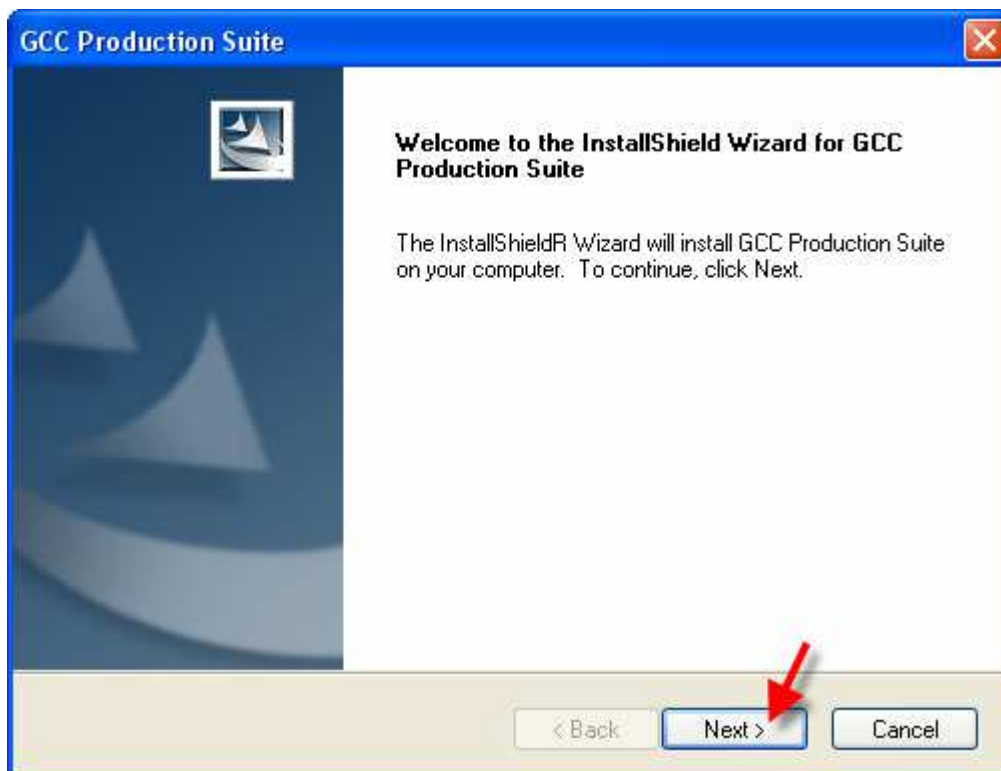 GCC Production Suite
Welcome to the InstallShield Wizard for GCC
Production Suite
The InstallShieldR Wizard will install GCC Production Suite
on your computer.  To continue, click Next.
< Back
Next >
Cancel